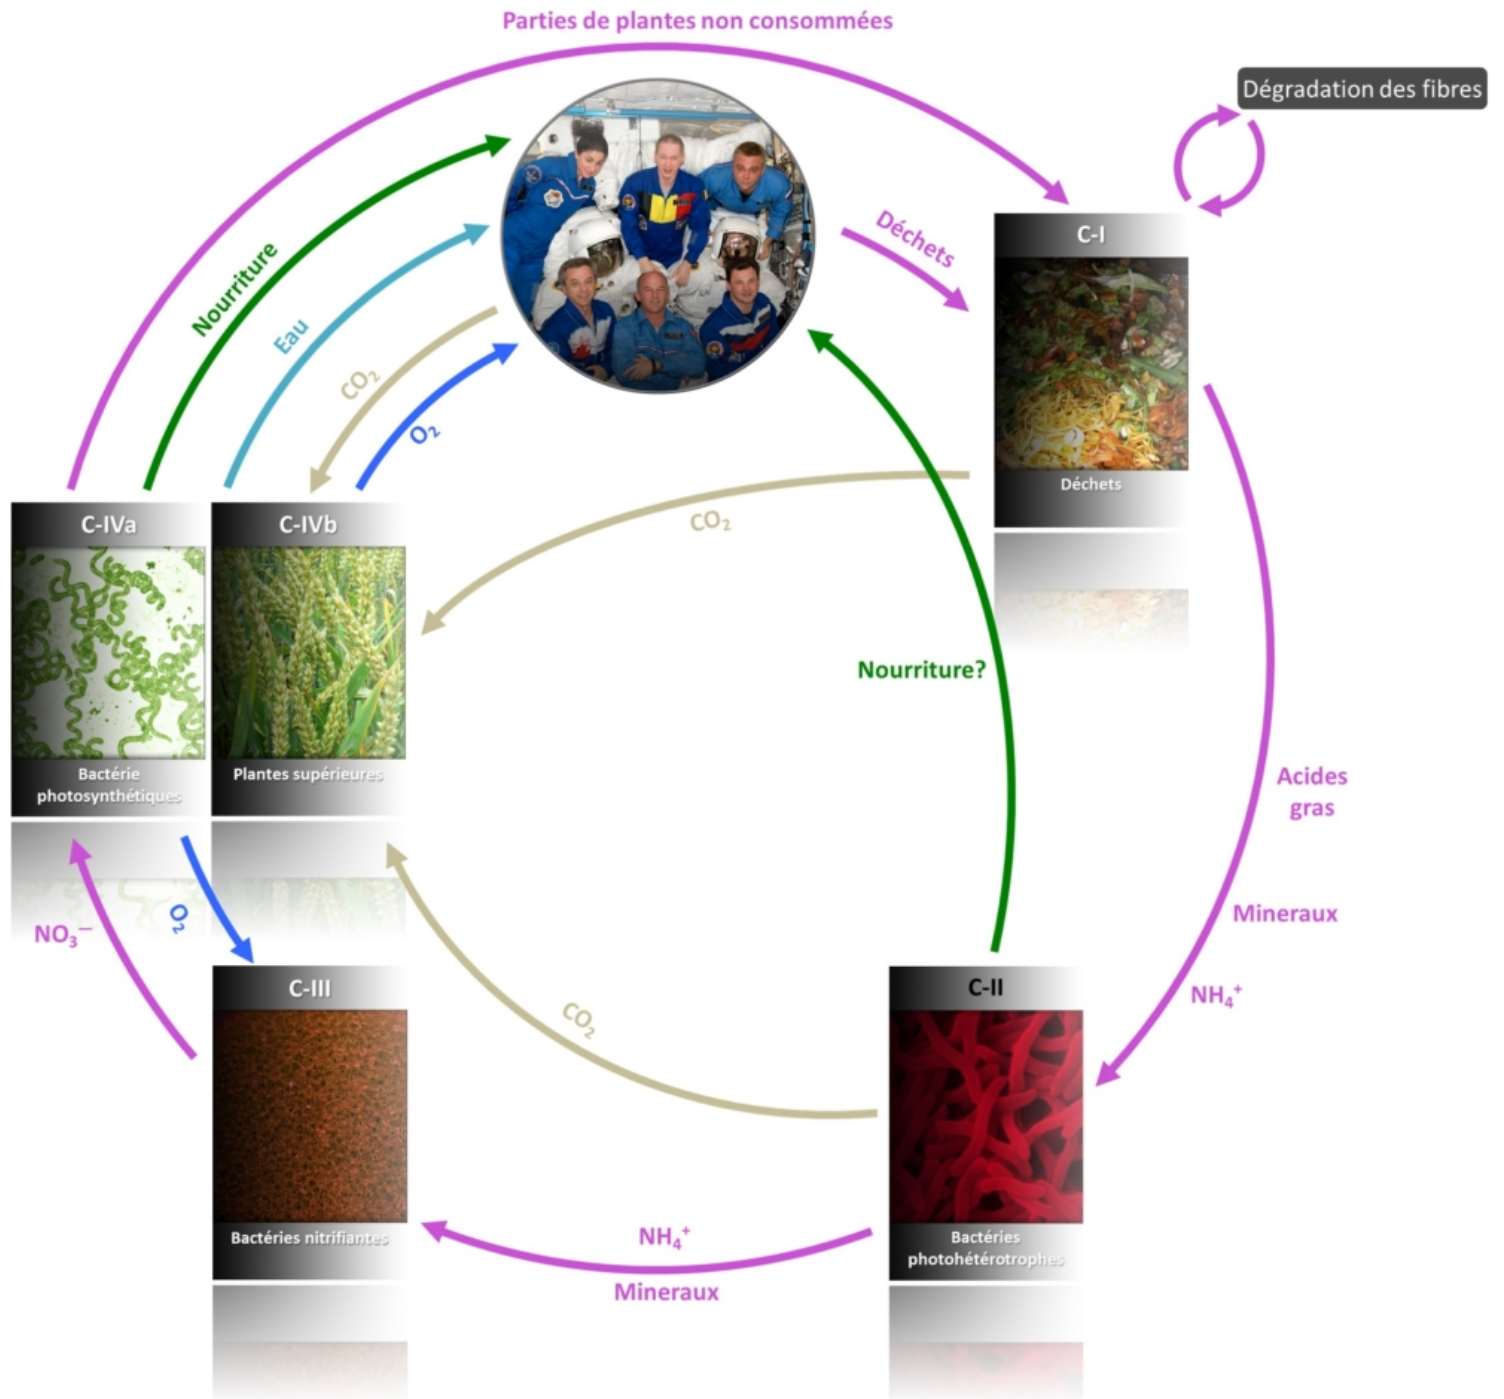 Parties de plantes non consommées
Dégradation des fibres
Déchets
C-I
Nourriture
Eau
CO₂
O₂
Déchets
CO₂
C-IVa
C-IVb
Nourriture?
Bactérie
photosynthétiques
Plantes supérieures
Acides
gras
Mineraux
NH₄⁺
NO₃⁻
O₂
C-III
C-II
CO₂
Bactéries nitrifiantes
NH₄⁺
Mineraux
Bactéries
photohétérotrophes